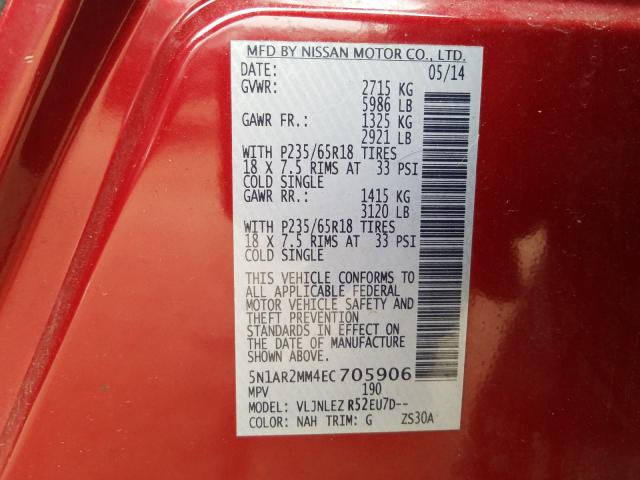 MFD BY NISSAN MOTOR CO., LTD.
DATE: 05/14
GVWR: 2715 KG
5986 LB
GAWR FR.: 1325 KG
2921 LB
WITH P235/65R18 TIRES
18 X 7.5 RIMS AT 33 PSI
COLD SINGLE
GAWR RR.: 1415 KG
3120 LB
WITH P235/65R18 TIRES
18 X 7.5 RIMS AT 33 PSI
COLD SINGLE
THIS VEHICLE CONFORMS TO
ALL APPLICABLE FEDERAL
MOTOR VEHICLE SAFETY AND
THEFT PREVENTION
STANDARDS IN EFFECT ON
THE DATE OF MANUFACTURE
SHOWN ABOVE.
5N1AR2MM4EC705906
MPV 190
MODEL: VLJNLEZ R52EU7D--
COLOR: NAH TRIM: G ZS30A